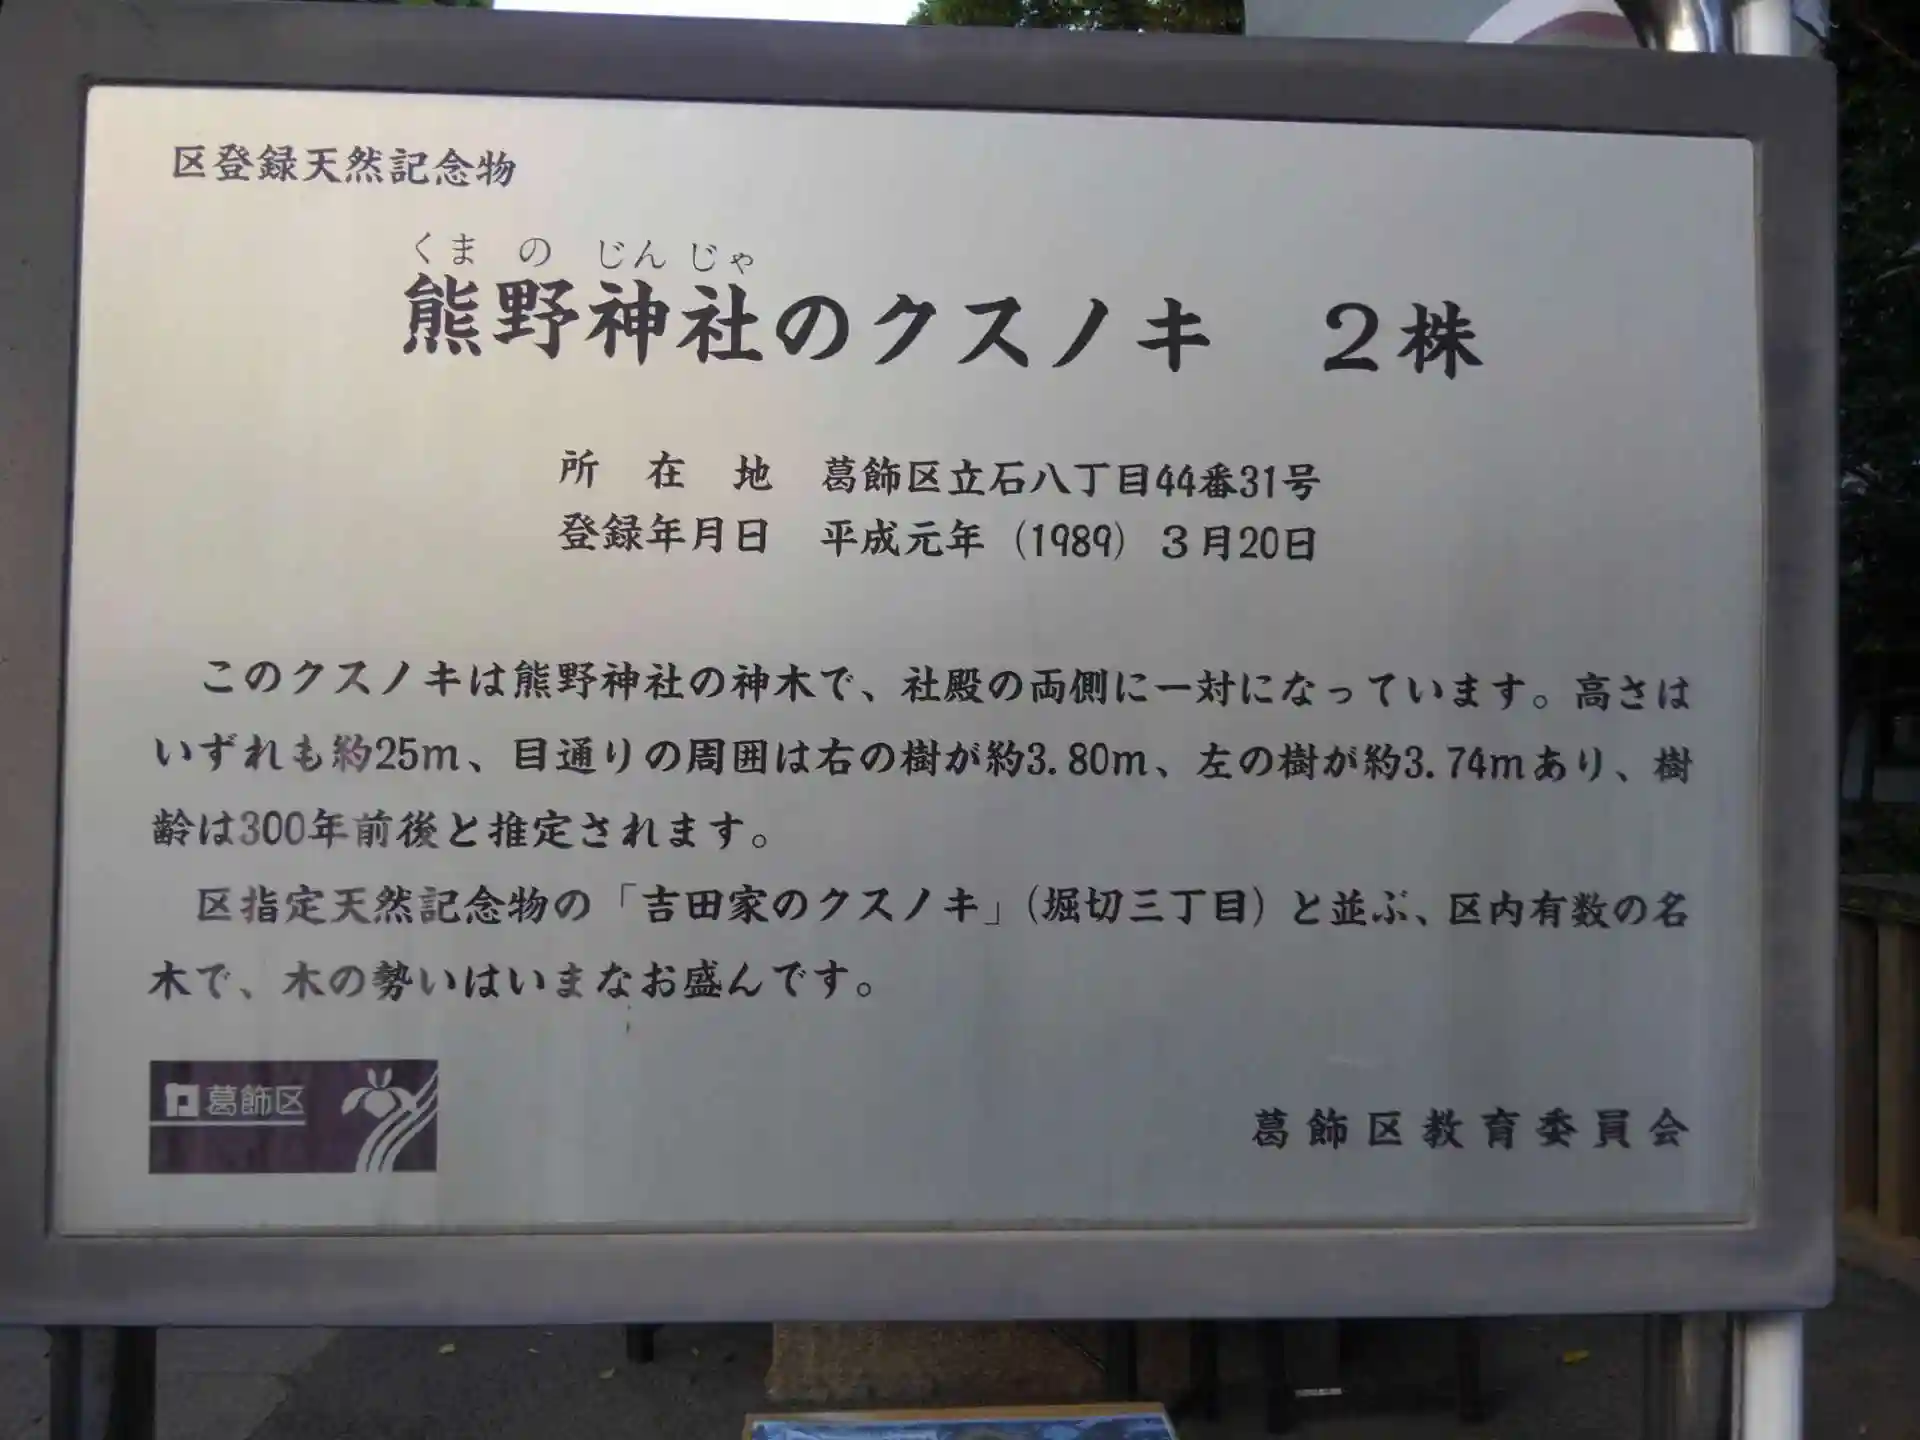 区登録天然記念物
くまのじんじゃ
熊野神社のクスノキ　２株
所　在　地　葛飾区立石八丁目44番31号
登録年月日　平成元年（1989）３月20日
このクスノキは熊野神社の神木で、社殿の両側に一対になっています。高さは
いずれも約25m、目通りの周囲は右の樹が約3.80m、左の樹が約3.74mあり、樹
齢は300年前後と推定されます。
区指定天然記念物の「吉田家のクスノキ」（堀切三丁目）と並ぶ、区内有数の名
木で、木の勢いはいまなお盛んです。
葛飾区
葛飾区教育委員会